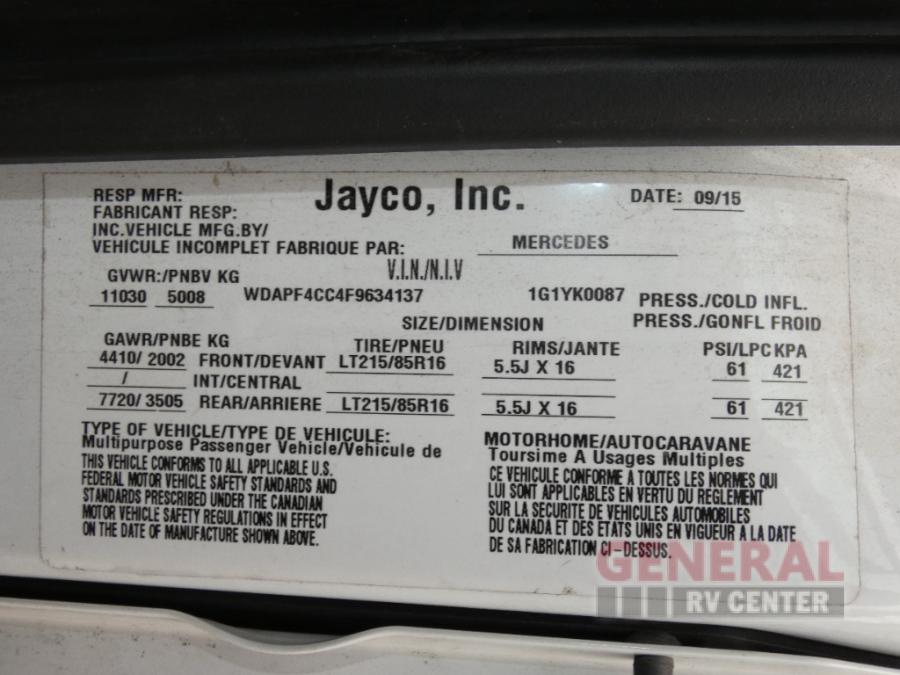 RESP MFR: Jayco, Inc. DATE: 09/15
FABRICANT RESP:
INC.VEHICLE MFG.BY/
VEHICULE INCOMPLET FABRIQUE PAR: MERCEDES
V.I.N./N.I.V
GVWR:/PNBV KG
11030 5008 WDAPF4CC4F9634137 1G1YK0087 PRESS./COLD INFL.
SIZE/DIMENSION PRESS./GONFL FROID
GAWR/PNBE KG TIRE/PNEU RIMS/JANTE PSI/LPC KPA
4410/ 2002 FRONT/DEVANT LT215/85R16 5.5J X 16 61 421
/ INT/CENTRAL
7720/ 3505 REAR/ARRIERE LT215/85R16 5.5J X 16 61 421
TYPE OF VEHICLE/TYPE DE VEHICULE: MOTORHOME/AUTOCARAVANE
Multipurpose Passenger Vehicle/Vehicule de Toursime A Usages Multiples
THIS VEHICLE CONFORMS TO ALL APPLICABLE U.S.
FEDERAL MOTOR VEHICLE SAFETY STANDARDS AND
STANDARDS PRESCRIBED UNDER THE CANADIAN
MOTOR VEHICLE SAFETY REGULATIONS IN EFFECT
ON THE DATE OF MANUFACTURE SHOWN ABOVE.
CE VEHICULE CONFORME A TOUTES LES NORMES QUI
LUI SONT APPLICABLES EN VERTU DU REGLEMENT
SUR LA SECURITE DE VEHICULES AUTOMOBILES
DU CANADA ET DES ETATS UNIS EN VIGUEUR A LA DATE
DE SA FABRICATION CI-DESSUS.
GENERAL
RV CENTER